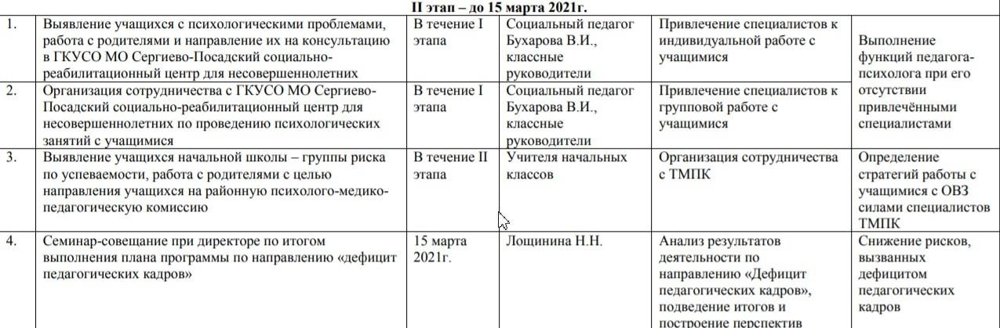 II этап – до 15 марта 2021г.
1.
Выявление учащихся с психологическими проблемами,
работа с родителями и направление их на консультацию
в ГКУСО МО Сергиево-Посадский социально-
реабилитационный центр для несовершеннолетних
В течение I
этапа
Социальный педагог
Бухарова В.И.,
классные
руководители
Привлечение специалистов к
индивидуальной работе с
учащимися
Выполнение
функций педагога-
психолога при его
отсутствии
привлечёнными
специалистами
2.
Организация сотрудничества с ГКУСО МО Сергиево-
Посадский социально-реабилитационный центр для
несовершеннолетних по проведению психологических
занятий с учащимися
В течение I
этапа
Социальный педагог
Бухарова В.И.,
классные
руководители
Привлечение специалистов к
групповой работе с
учащимися
3.
Выявление учащихся начальной школы – группы риска
по успеваемости, работа с родителями с целью
направления учащихся на районную психолого-медико-
педагогическую комиссию
В течение II
этапа
Учителя начальных
классов
Организация сотрудничества
с ТМПК
Определение
стратегий работы с
учащимися с ОВЗ
силами специалистов
ТМПК
4.
Семинар-совещание при директоре по итогом
выполнения плана программы по направлению «дефицит
педагогических кадров»
15 марта
2021г.
Лощинина Н.Н.
Анализ результатов
деятельности по
направлению «Дефицит
педагогических кадров»,
подведение итогов и
построение перспектив
Снижение рисков,
вызванных
дефицитом
педагогических
кадров